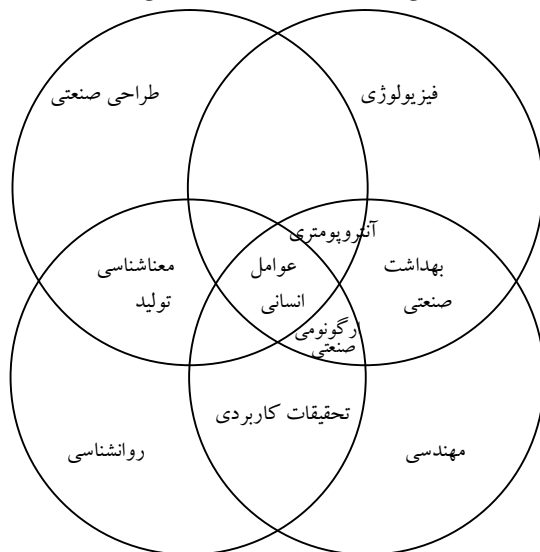 فیزیولوژی
طراحی صنعتی
آنتروپومتری
بهداشت
صنعتی
عوامل
انسانی
معناشناسی
تولید
ارگونومی
صنعتی
تحقیقات کاربردی
مهندسی
روانشناسی